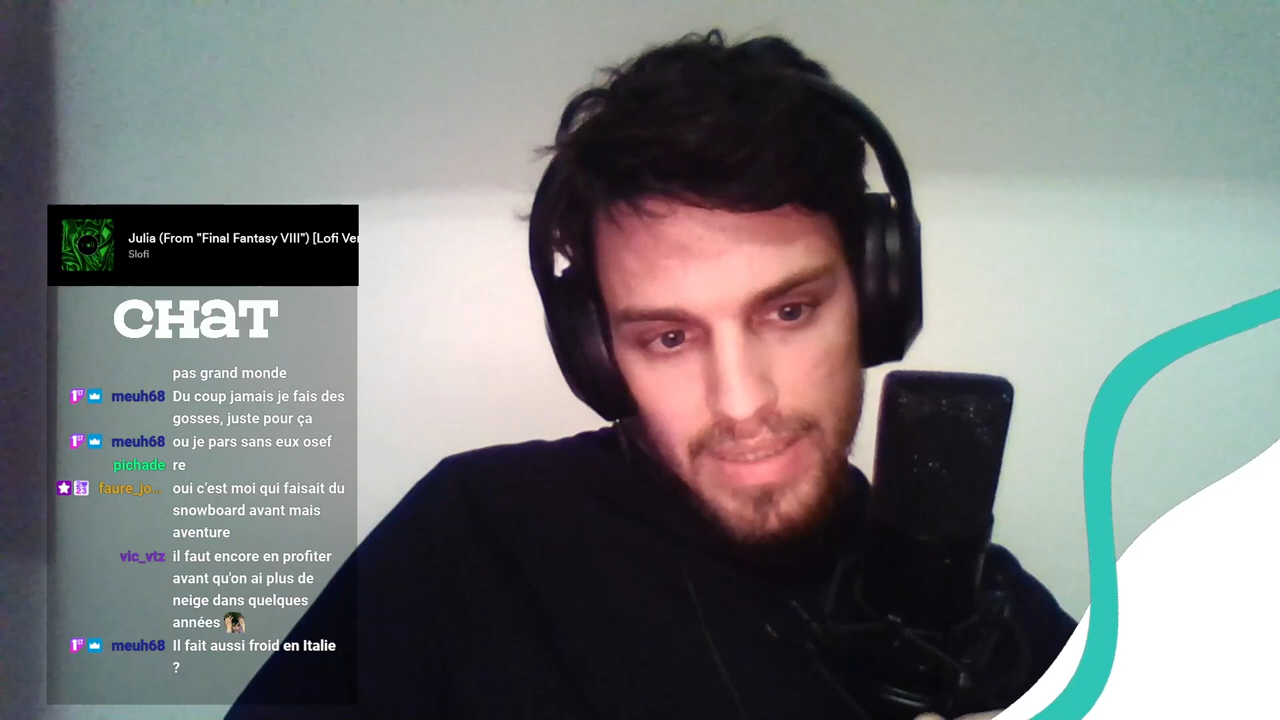 Julia (From "Final Fantasy VIII") [Lofi Ver
Slofi
CHaT
pas grand monde
meuh68 Du coup jamais je fais des
gosses, juste pour ça
meuh68 ou je pars sans eux osef
pichade re
faure_jo... oui c'est moi qui faisait du
snowboard avant mais
aventure
vic_vtz il faut encore en profiter
avant qu'on ai plus de
neige dans quelques
années
meuh68 Il fait aussi froid en Italie
?